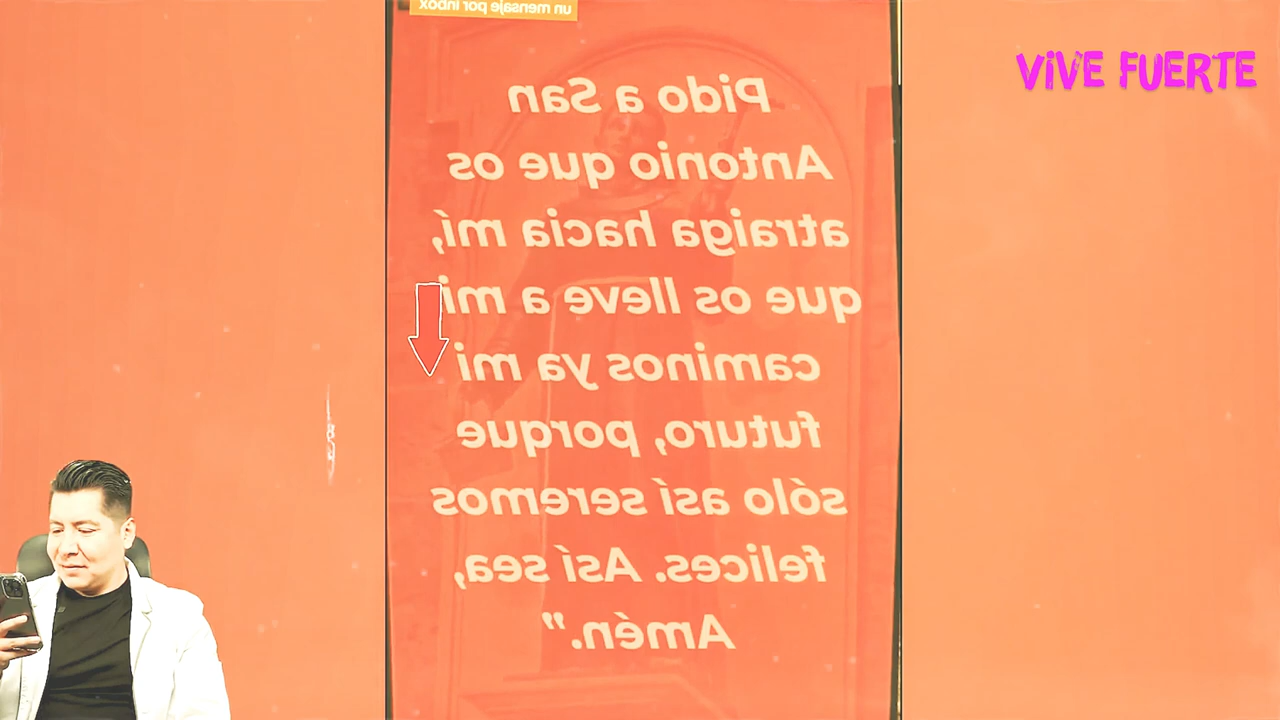 un mensaje por inbox
VIVE FUERTE
Pido a San
Antonio que os
atraiga hacia mí,
que os lleve a mi
caminos ya mi
futuro, porque
sólo así seremos
felices. Así sea,
Amén."